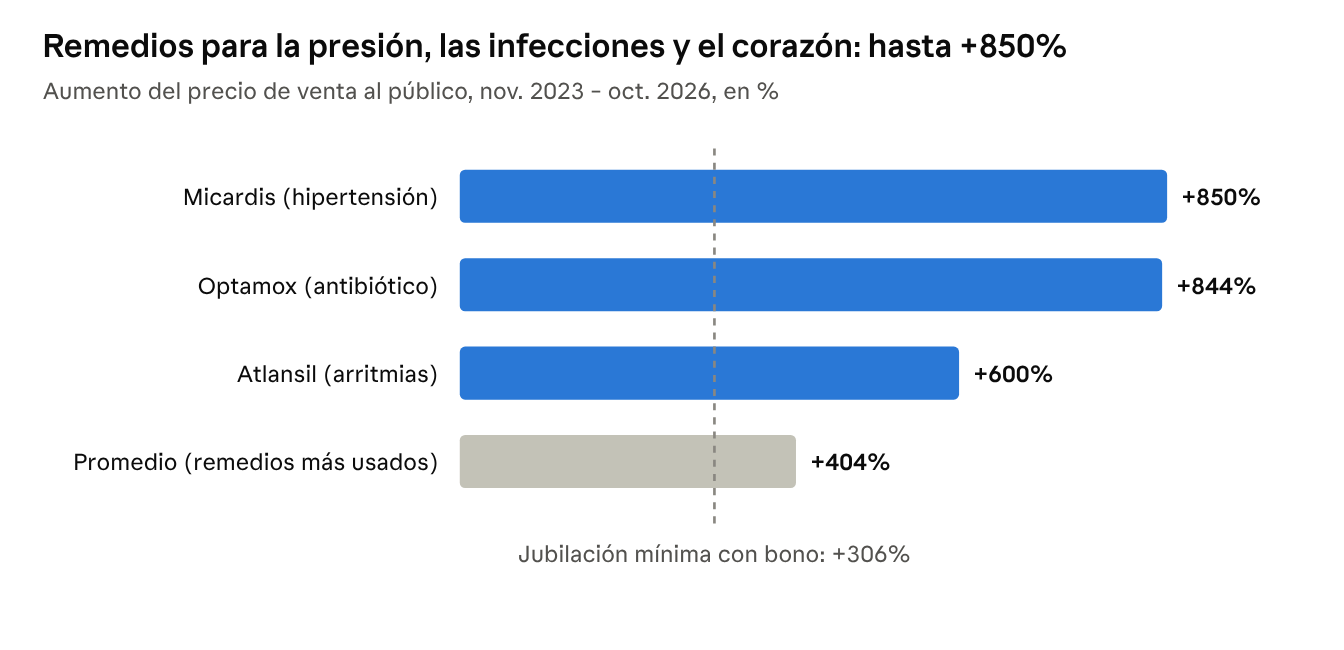 Remedios para la presión, las infecciones y el corazón: hasta +850%
Aumento del precio de venta al público, nov. 2023 – oct. 2026, en %
Micardis (hipertensión) +850%
Optamox (antibiótico) +844%
Atlansil (arritmias) +600%
Promedio (remedios más usados) +404%
Jubilación mínima con bono: +306%